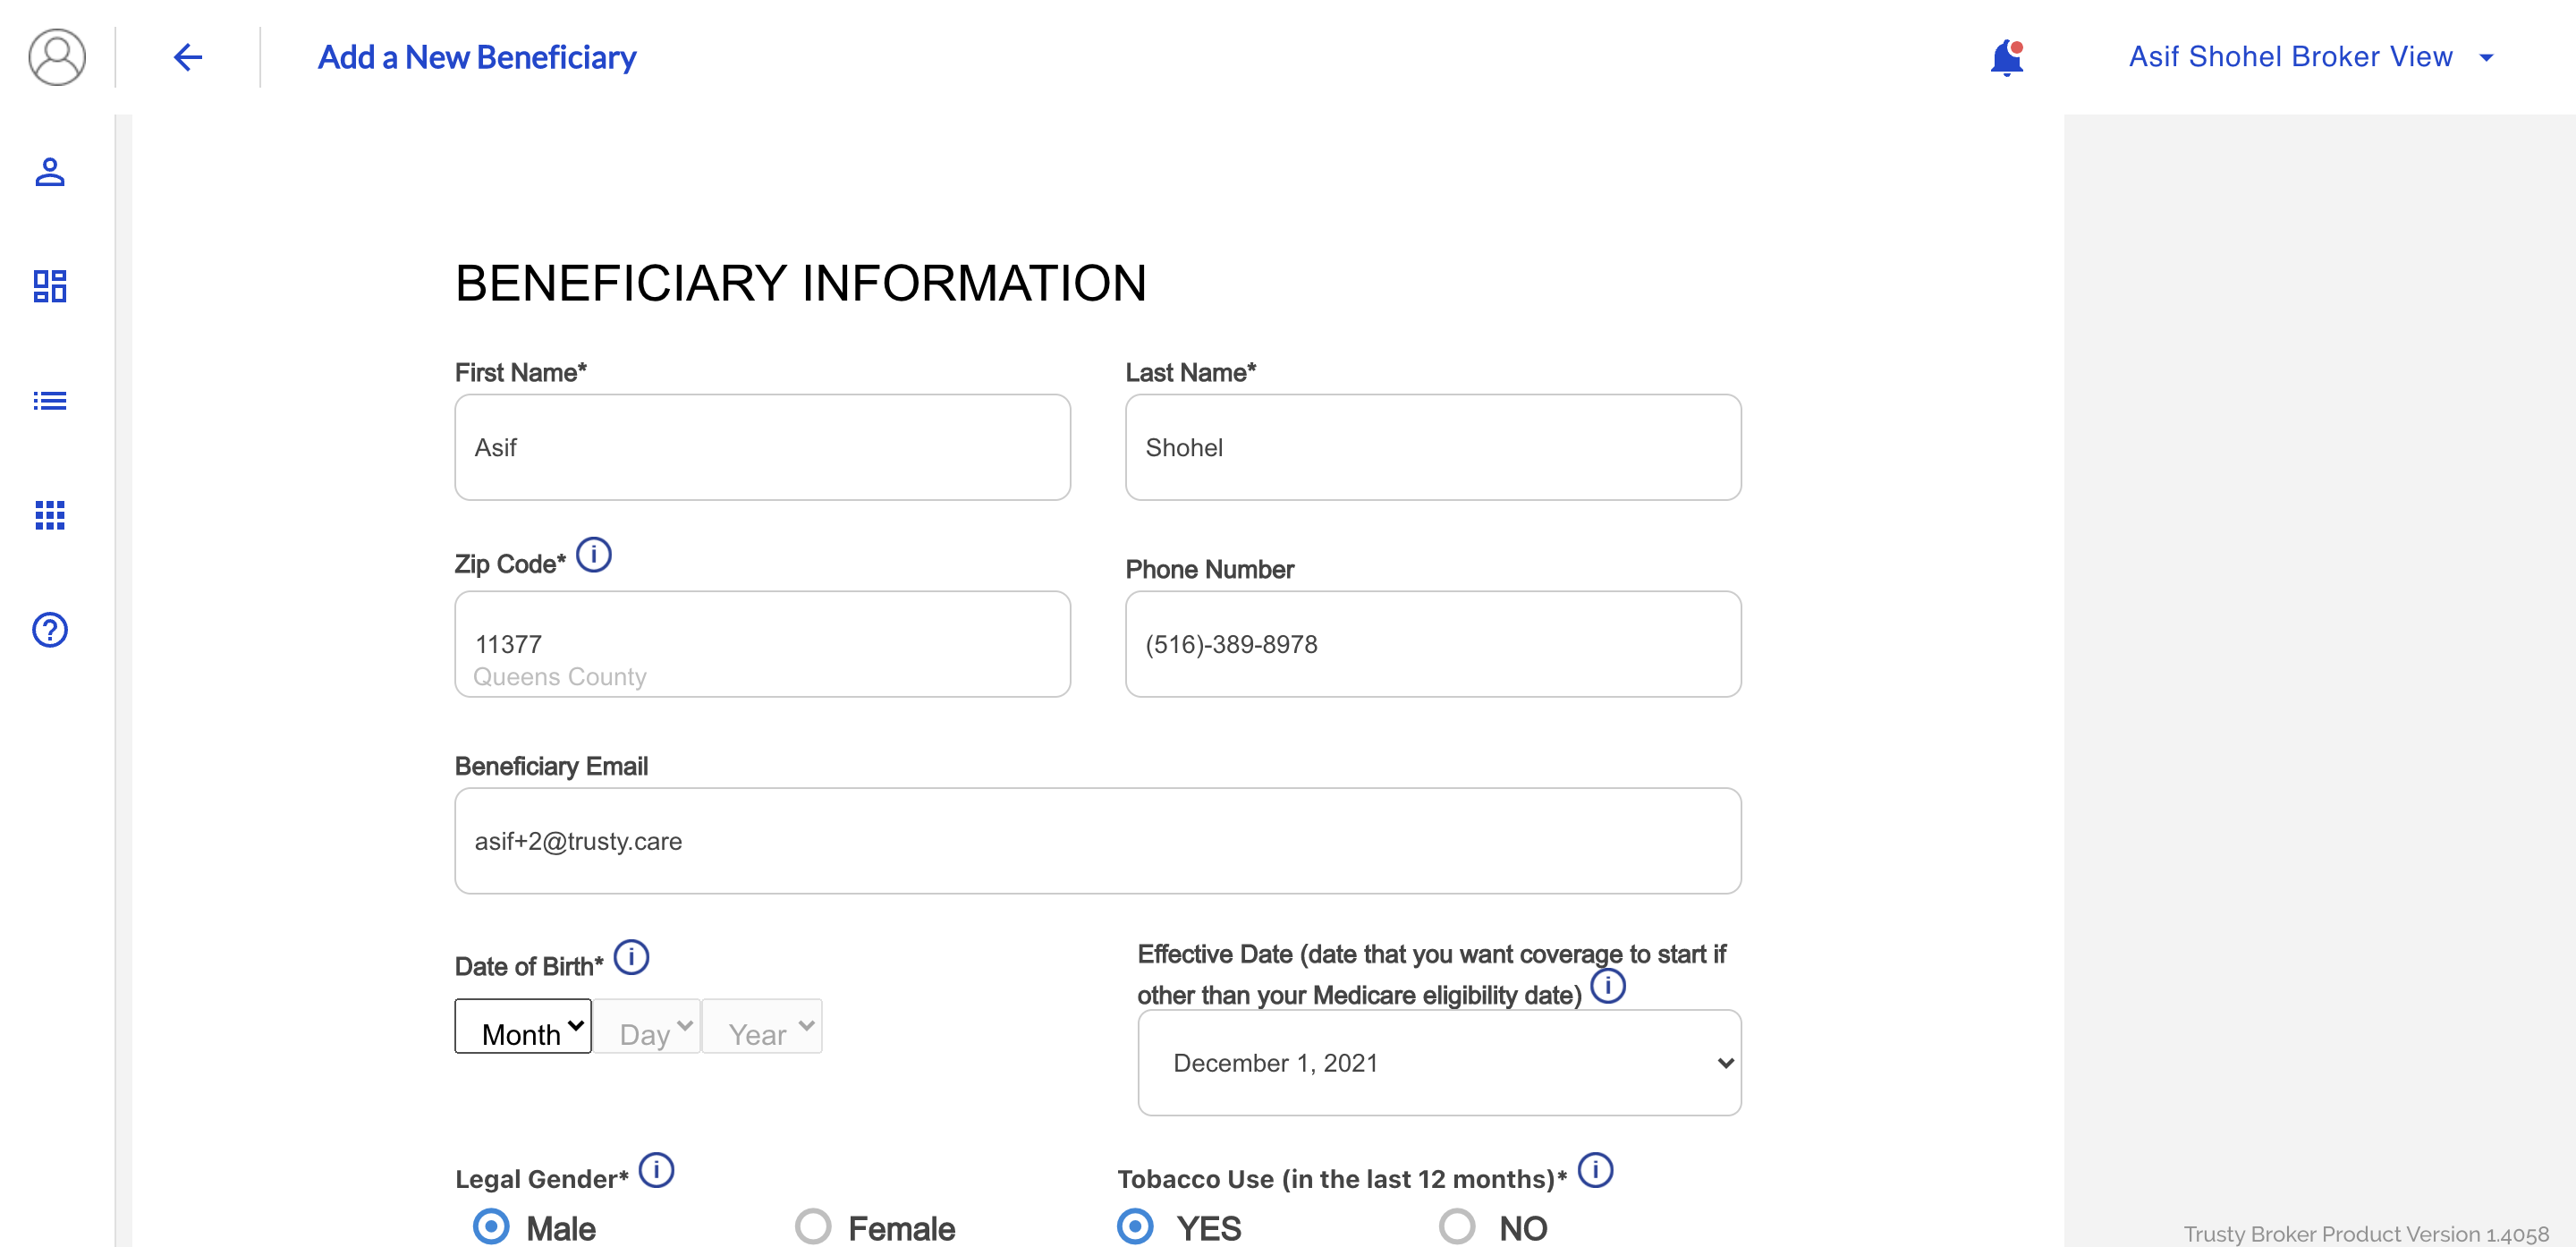 Add a New Beneficiary
Asif Shohel Broker View
BENEFICIARY INFORMATION
First Name*
Last Name*
Asif
Shohel
Zip Code* i
Phone Number
11377
Queens County
(516)-389-8978
Beneficiary Email
asif+2@trusty.care
Date of Birth* i
Effective Date (date that you want coverage to start if
other than your Medicare eligibility date) i
Month Day Year
December 1, 2021
Legal Gender* i
Tobacco Use (in the last 12 months)* i
Male Female
YES NO
Trusty Broker Product Version 1.4058